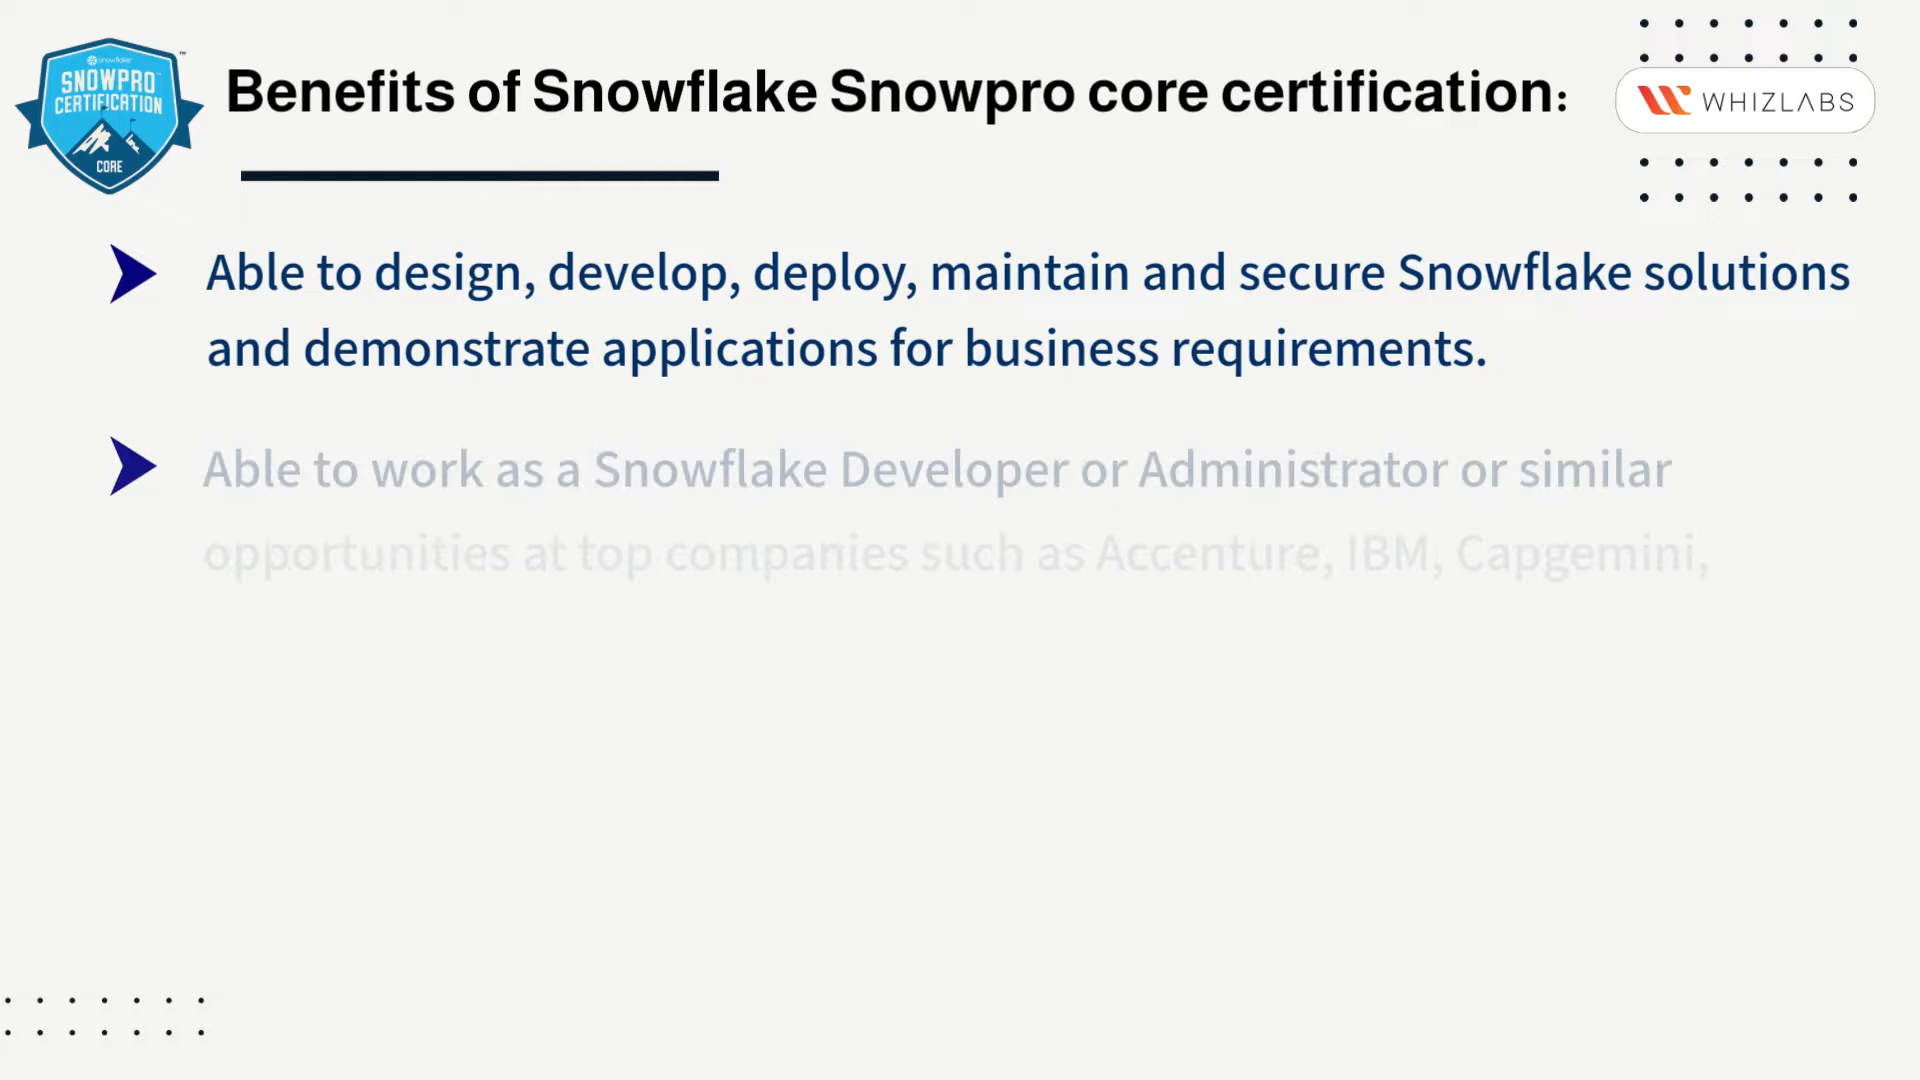 snowflake
SNOWPRO™
CERTIFICATION
CORE
Benefits of Snowflake Snowpro core certification:
WHIZLABS
Able to design, develop, deploy, maintain and secure Snowflake solutions
and demonstrate applications for business requirements.
Able to work as a Snowflake Developer or Administrator or similar
opportunities at top companies such as Accenture, IBM, Capgemini,